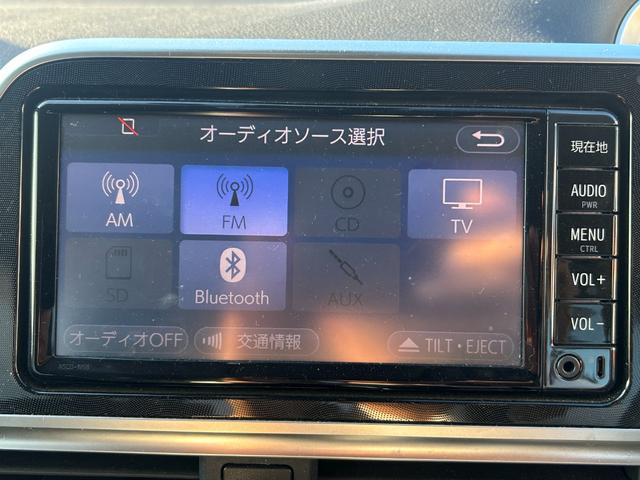 オーディオソース選択
AM
FM
CD
TV
SD
Bluetooth
AUX
オーディオOFF
交通情報
TILT・EJECT
現在地
AUDIO
PWR
MENU
CTRL
VOL+
VOL-